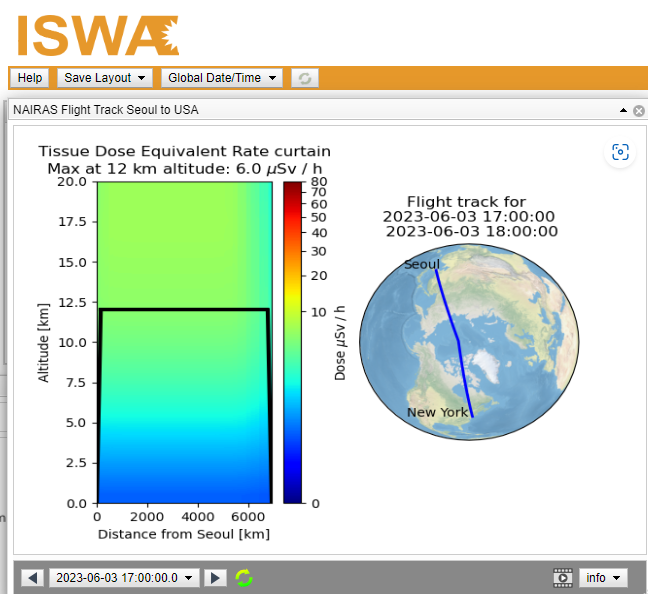 ISWA
Help Save Layout Global Date/Time
NAIRAS Flight Track Seoul to USA
Tissue Dose Equivalent Rate curtain
Max at 12 km altitude: 6.0 μSv / h
20.0
17.5
15.0
12.5
10.0
7.5
5.0
2.5
0.0
Altitude [km]
0 2000 4000 6000
Distance from Seoul [km]
80
70
60
50
40
30
20
10
0
Dose μSv / h
Flight track for
2023-06-03 17:00:00
2023-06-03 18:00:00
Seoul
New York
n
2023-06-03 17:00:00.0 info